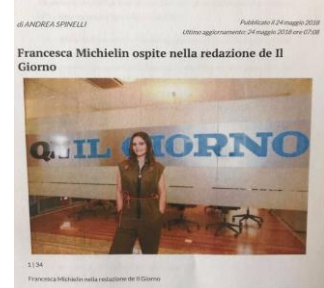 di ANDREA SPINELLI
Pubblicato il 24 maggio 2018
Ultimo aggiornamento: 24 maggio 2018 ore 07:08
Francesca Michielin ospite nella redazione de Il
Giorno
QN IL GIORNO
1 | 34
Francesca Michielin nella redazione de Il Giorno